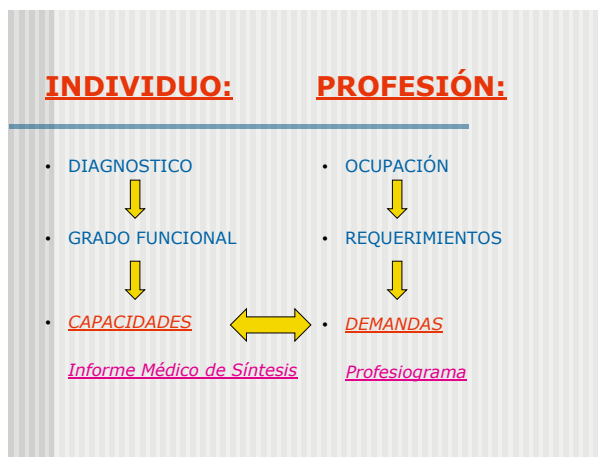 INDIVIDUO:
• DIAGNOSTICO
• GRADO FUNCIONAL
• CAPACIDADES
Informe Médico de Síntesis
PROFESIÓN:
• OCUPACIÓN
• REQUERIMIENTOS
• DEMANDAS
Profesiograma